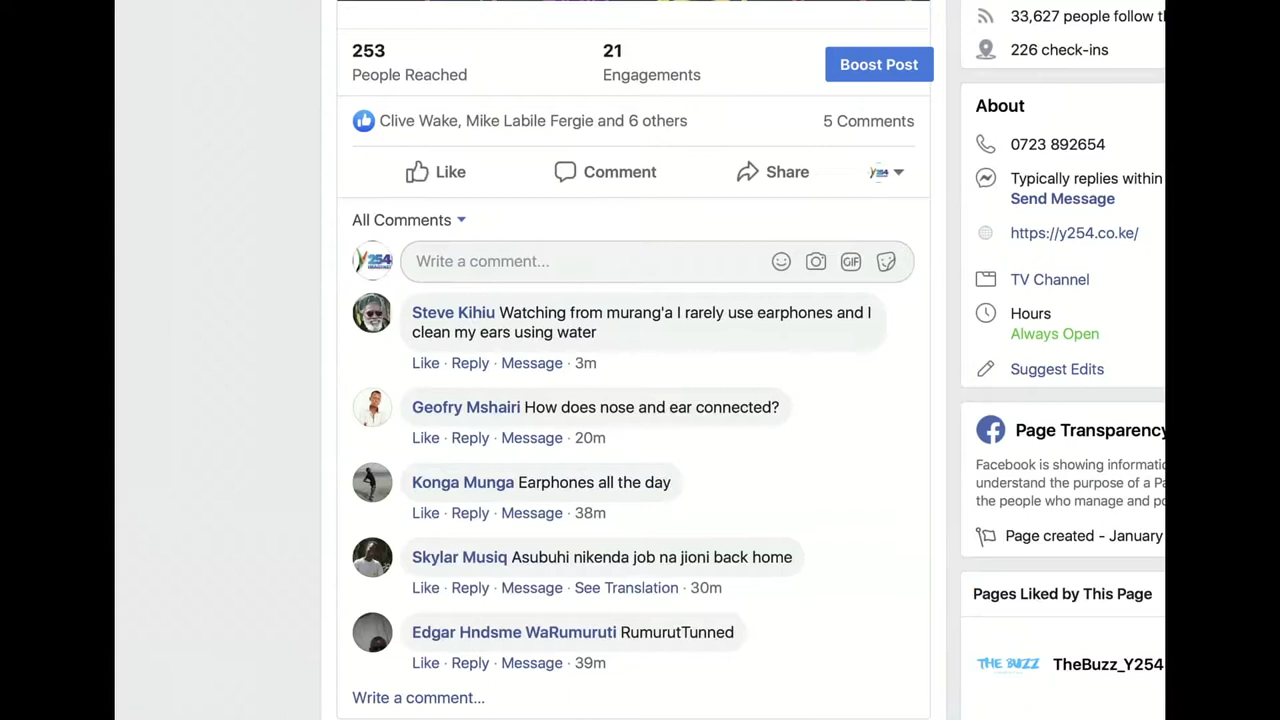 253
People Reached
21
Engagements
Boost Post
Clive Wake, Mike Labile Fergie and 6 others
5 Comments
Like
Comment
Share
Y254
All Comments
Y254
Write a comment...
GIF
Steve Kihiu Watching from murang'a I rarely use earphones and I
clean my ears using water
Like · Reply · Message · 3m
Geofry Mshairi How does nose and ear connected?
Like · Reply · Message · 20m
Konga Munga Earphones all the day
Like · Reply · Message · 38m
Skylar Musiq Asubuhi nikenda job na jioni back home
Like · Reply · Message · See Translation · 30m
Edgar Hndsme WaRumuruti RumurutTunned
Like · Reply · Message · 39m
Write a comment...
33,627 people follow
226 check-ins
About
0723 892654
Typically replies within
Send Message
https://y254.co.ke/
TV Channel
Hours
Always Open
Suggest Edits
Page Transparency
Facebook is showing
understand the purpose of a
the people who manage and
Page created - January
Pages Liked by This Page
THE BUZZ
TheBuzz_Y254